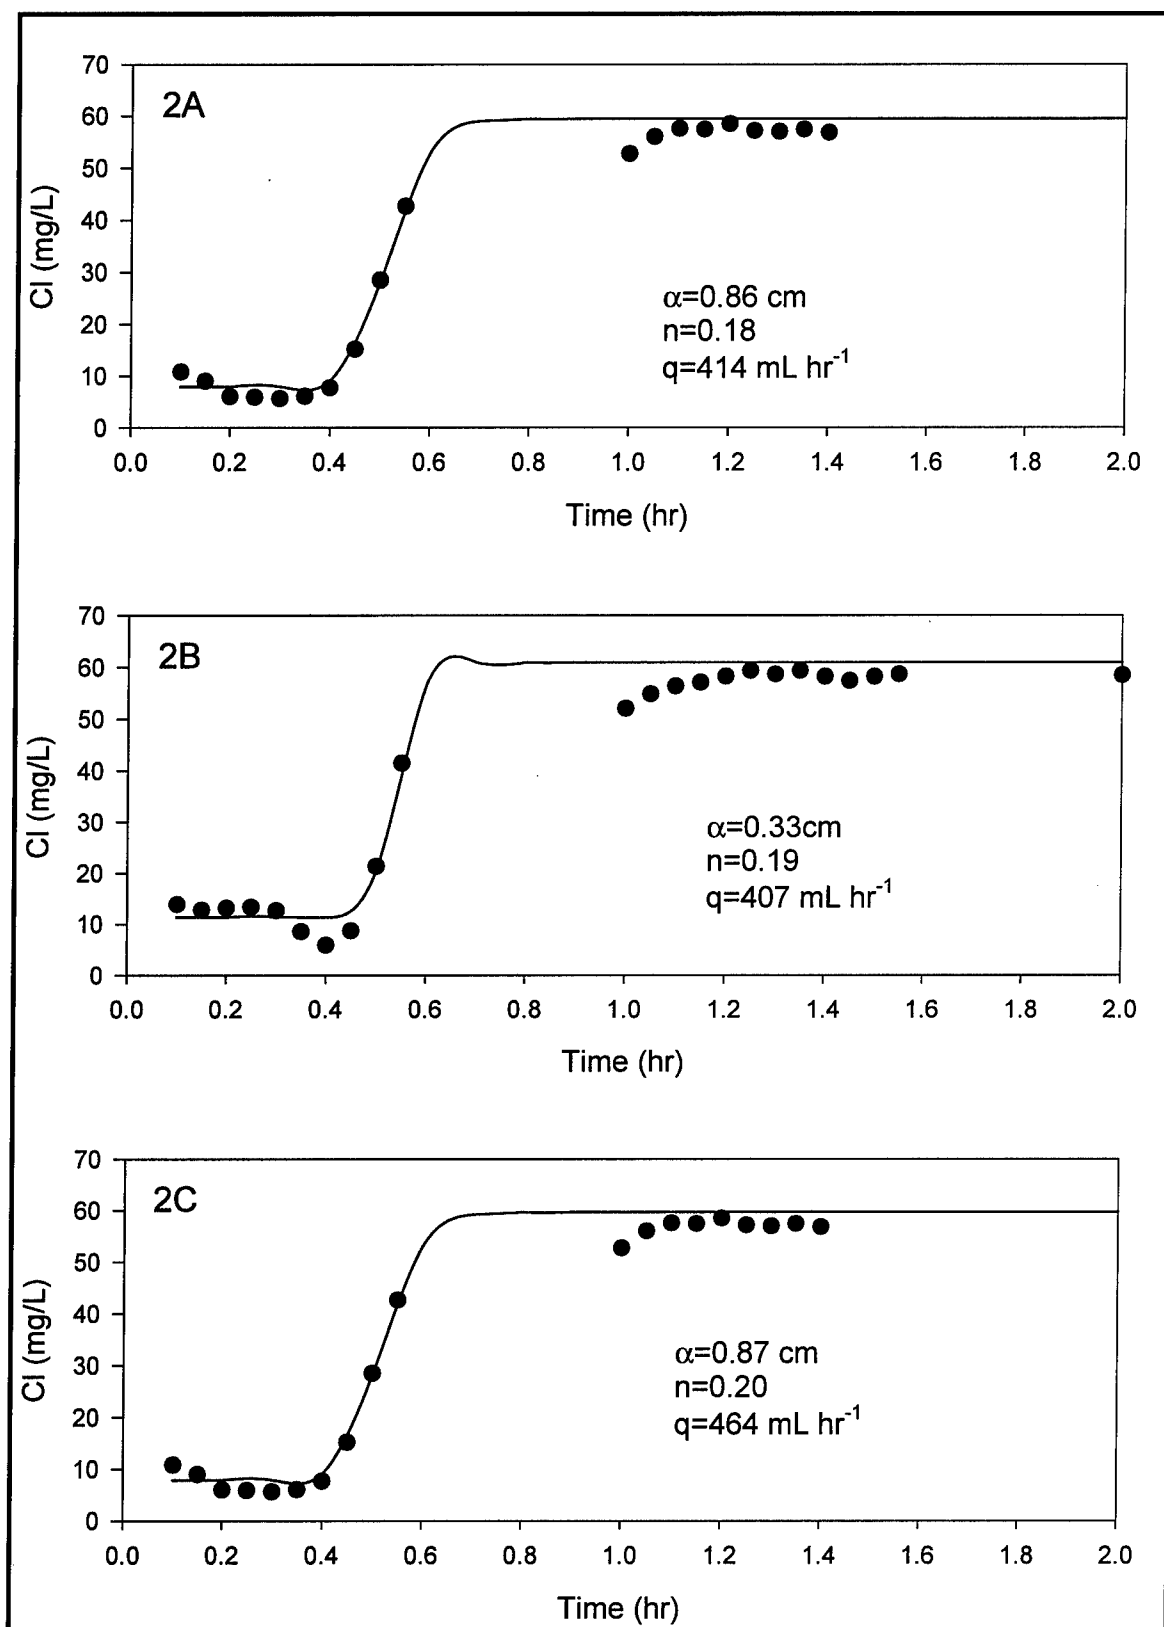 70
2A
60
50
40
Cl (mg/L)
30
α=0.86 cm
n=0.18
20
q=414 mL hr-1
10
0
0.0 0.2 0.4 0.6 0.8 1.0 1.2 1.4 1.6 1.8 2.0
Time (hr)
70
2B
60
50
40
Cl (mg/L)
30
α=0.33cm
n=0.19
20
q=407 mL hr-1
10
0
0.0 0.2 0.4 0.6 0.8 1.0 1.2 1.4 1.6 1.8 2.0
Time (hr)
70
2C
60
50
40
Cl (mg/L)
30
α=0.87 cm
n=0.20
20
q=464 mL hr-1
10
0
0.0 0.2 0.4 0.6 0.8 1.0 1.2 1.4 1.6 1.8 2.0
Time (hr)